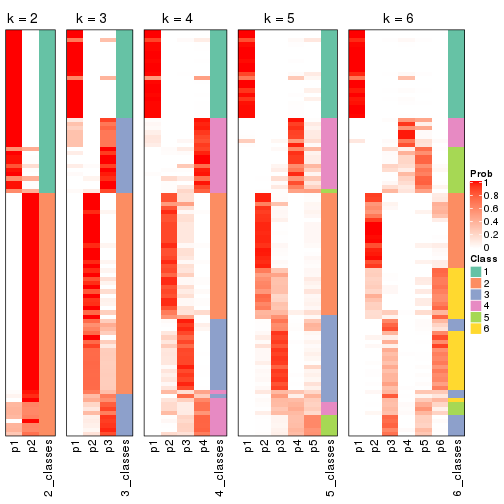 k = 2
k = 3
k = 4
k = 5
k = 6
Prob
1
0.8
0.6
0.4
0.2
0
Class
1
2
3
4
5
6
p1
p2
2_classes
p1
p2
p3
3_classes
p1
p2
p3
p4
4_classes
p1
p2
p3
p4
p5
5_classes
p1
p2
p3
p4
p5
p6
6_classes